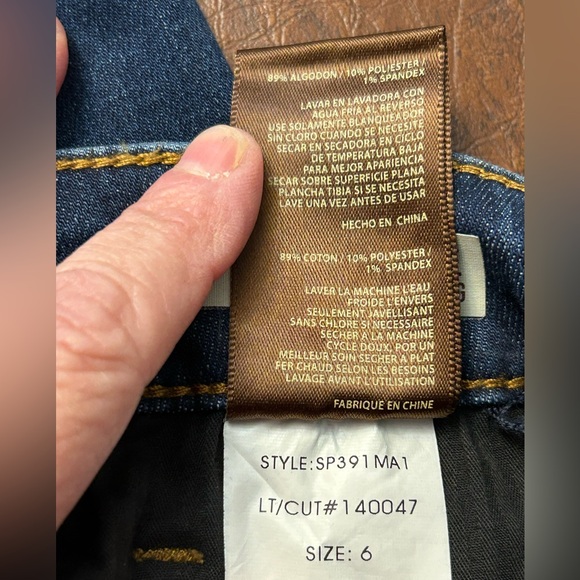 89% ALGODON / 10% POLIESTER /
1% SPANDEX
LAVAR EN LAVADORA CON
AGUA FRIA AL REVERSO
USE SOLAMENTE BLANQUEADOR
SIN CLORO CUANDO SE NECESITE
SECAR EN SECADORA EN CICLO
DE TEMPERATURA BAJA
PARA MEJOR APARIENCIA
SECAR SOBRE SUPERFICIE PLANA
PLANCHA TIBIA SI SE NECESITA
LAVE UNA VEZ ANTES DE USAR
HECHO EN CHINA
89% COTON / 10% POLYESTER /
1% SPANDEX
LAVER LA MACHINE L'EAU
FROIDE L'ENVERS
SEULEMENT JAVELLISANT
SANS CHLORE SI NECESSAIRE
SECHER A LA MACHINE
CYCLE DOUX, POUR UN
MEILLEUR SOIN SECHER A PLAT
FER CHAUD SELON LES BESOINS
LAVAGE AVANT L'UTILISATION
FABRIQUE EN CHINE
STYLE:SP391MA1
LT/CUT#140047
SIZE: 6